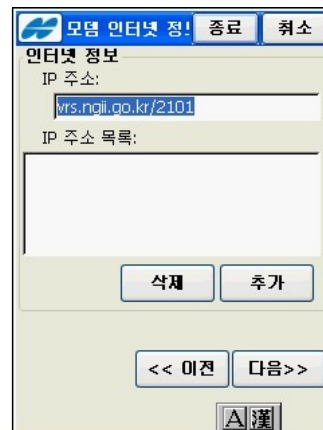 모뎀 인터넷 정! 종료 취소
인터넷 정보
IP 주소:
vrs.ngii.go.kr/2101
IP 주소 목록:
삭제 추가
<< 이전 다음>>
A 漢